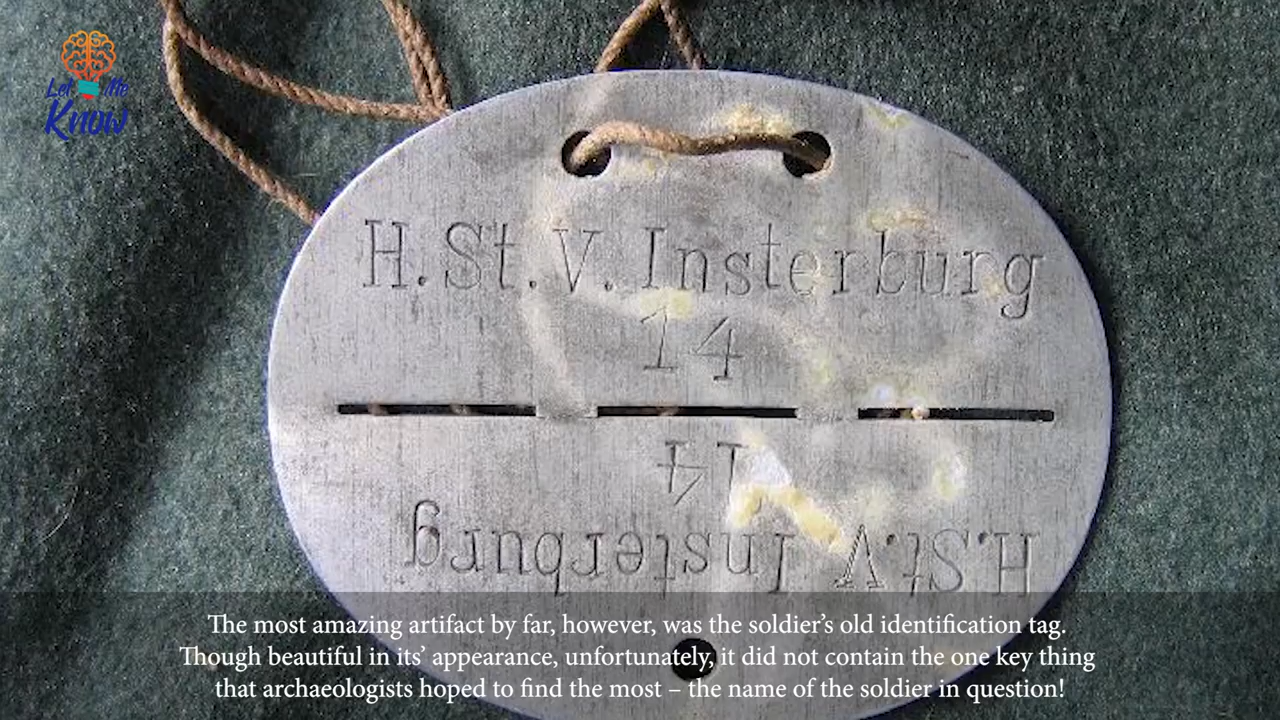 Let Me
Know
H. St. V. Insterburg
14
14
H.St.V. Insterburg
The most amazing artifact by far, however, was the soldier’s old identification tag.
Though beautiful in its’ appearance, unfortunately, it did not contain the one key thing
that archaeologists hoped to find the most – the name of the soldier in question!